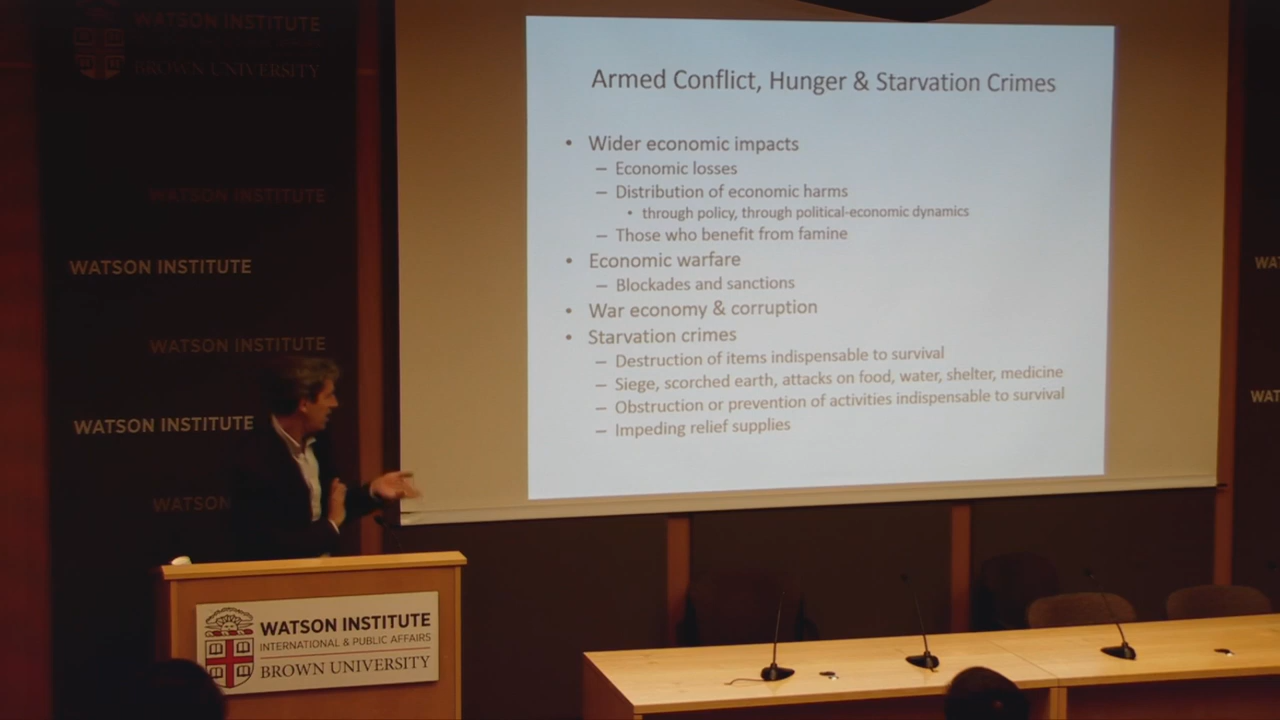 WATSON INSTITUTE
BROWN UNIVERSITY
WATSON INSTITUTE
WATSON INSTITUTE
WATSON INSTITUTE
WATSON INSTITUTE
WATSON
Armed Conflict, Hunger & Starvation Crimes
• Wider economic impacts
– Economic losses
– Distribution of economic harms
• through policy, through political-economic dynamics
– Those who benefit from famine
• Economic warfare
– Blockades and sanctions
• War economy & corruption
• Starvation crimes
– Destruction of items indispensable to survival
– Siege, scorched earth, attacks on food, water, shelter, medicine
– Obstruction or prevention of activities indispensable to survival
– Impeding relief supplies
WATSON INSTITUTE
INTERNATIONAL & PUBLIC AFFAIRS
BROWN UNIVERSITY